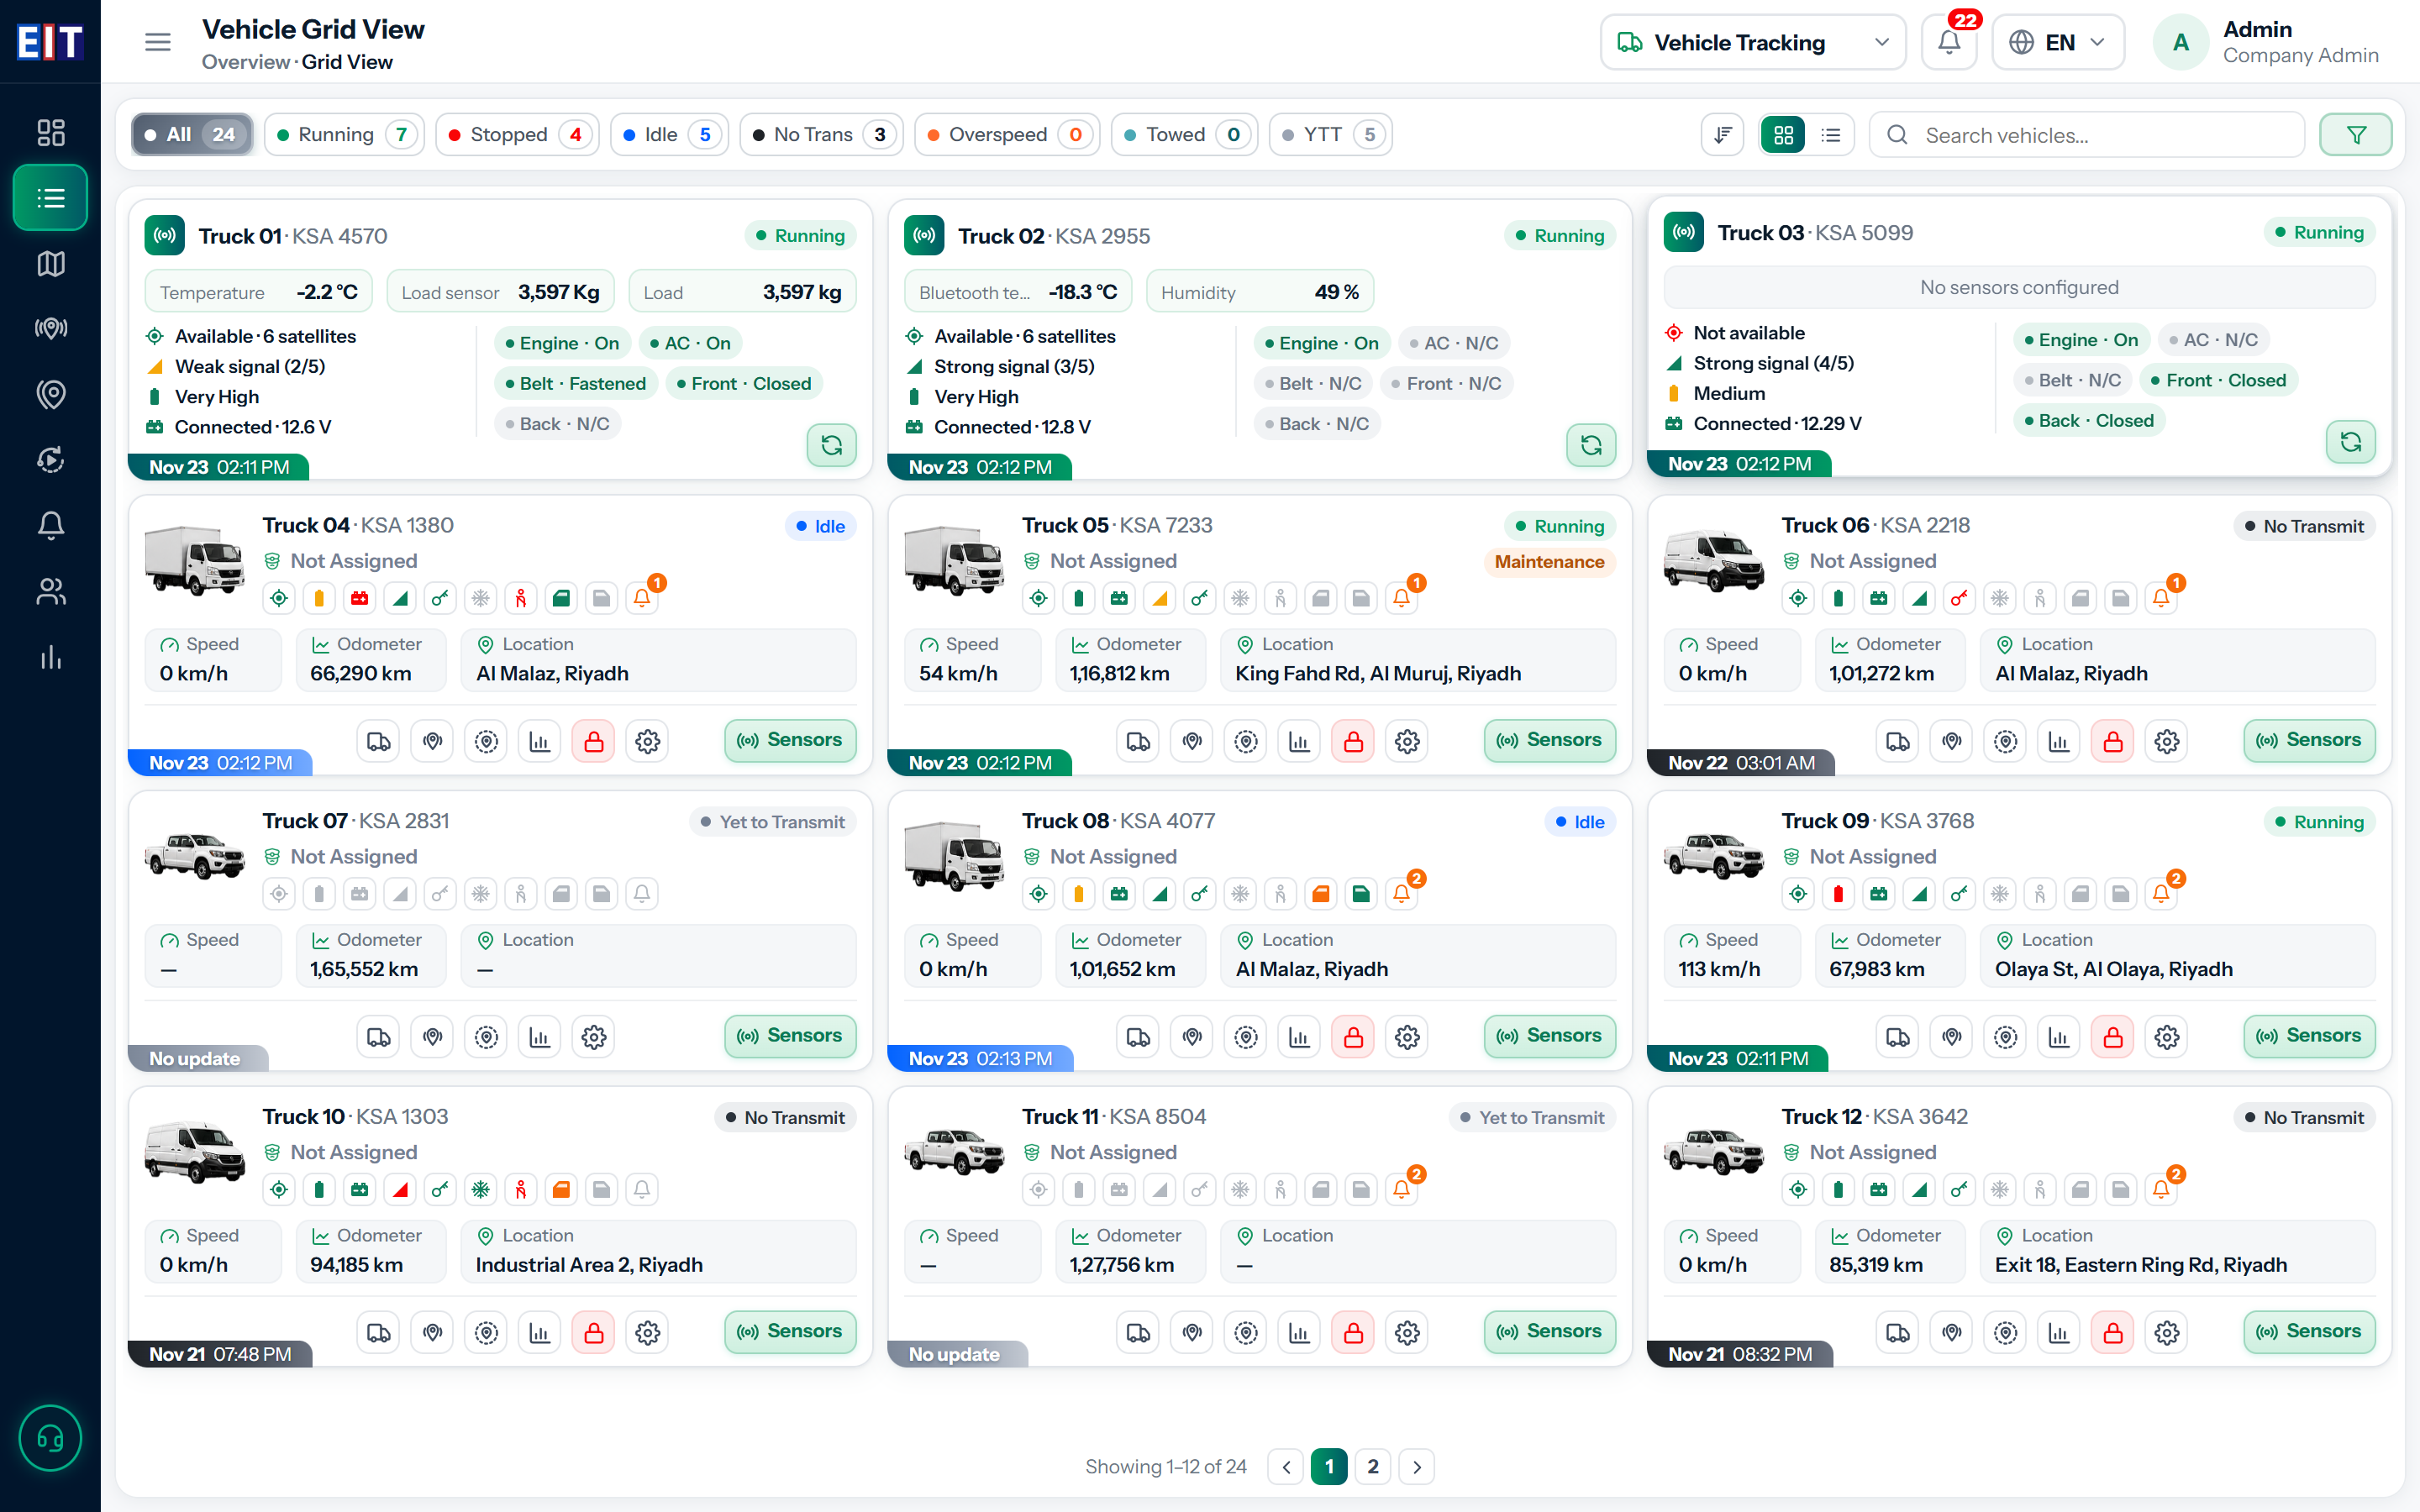 EIT
Vehicle Grid View
Overview · Grid View
Vehicle Tracking
22
EN
A
Admin
Company Admin
All 24
Running 7
Stopped 4
Idle 5
No Trans 3
Overspeed 0
Towed 0
YTT 5
Search vehicles...
Truck 01 · KSA 4570
Running
Temperature -2.2 °C
Load sensor 3,597 Kg
Load 3,597 kg
Available · 6 satellites
Weak signal (2/5)
Very High
Connected · 12.6 V
Engine · On
AC · On
Belt · Fastened
Front · Closed
Back · N/C
Nov 23 02:11 PM
Truck 02 · KSA 2955
Running
Bluetooth te... -18.3 °C
Humidity 49 %
Available · 6 satellites
Strong signal (3/5)
Very High
Connected · 12.8 V
Engine · On
AC · N/C
Belt · N/C
Front · N/C
Back · N/C
Nov 23 02:12 PM
Truck 03 · KSA 5099
Running
No sensors configured
Not available
Strong signal (4/5)
Medium
Connected · 12.29 V
Engine · On
AC · N/C
Belt · N/C
Front · Closed
Back · Closed
Nov 23 02:12 PM
Truck 04 · KSA 1380
Idle
Not Assigned
1
Speed
0 km/h
Odometer
66,290 km
Location
Al Malaz, Riyadh
Sensors
Nov 23 02:12 PM
Truck 05 · KSA 7233
Running
Not Assigned
Maintenance
1
Speed
54 km/h
Odometer
1,16,812 km
Location
King Fahd Rd, Al Muruj, Riyadh
Sensors
Nov 23 02:12 PM
Truck 06 · KSA 2218
No Transmit
Not Assigned
1
Speed
0 km/h
Odometer
1,01,272 km
Location
Al Malaz, Riyadh
Sensors
Nov 22 03:01 AM
Truck 07 · KSA 2831
Yet to Transmit
Not Assigned
Speed
—
Odometer
1,65,552 km
Location
—
Sensors
No update
Truck 08 · KSA 4077
Idle
Not Assigned
2
Speed
0 km/h
Odometer
1,01,652 km
Location
Al Malaz, Riyadh
Sensors
Nov 23 02:13 PM
Truck 09 · KSA 3768
Running
Not Assigned
2
Speed
113 km/h
Odometer
67,983 km
Location
Olaya St, Al Olaya, Riyadh
Sensors
Nov 23 02:11 PM
Truck 10 · KSA 1303
No Transmit
Not Assigned
Speed
0 km/h
Odometer
94,185 km
Location
Industrial Area 2, Riyadh
Sensors
Nov 21 07:48 PM
Truck 11 · KSA 8504
Yet to Transmit
Not Assigned
2
Speed
—
Odometer
1,27,756 km
Location
—
Sensors
No update
Truck 12 · KSA 3642
No Transmit
Not Assigned
2
Speed
0 km/h
Odometer
85,319 km
Location
Exit 18, Eastern Ring Rd, Riyadh
Sensors
Nov 21 08:32 PM
Showing 1–12 of 24
1
2